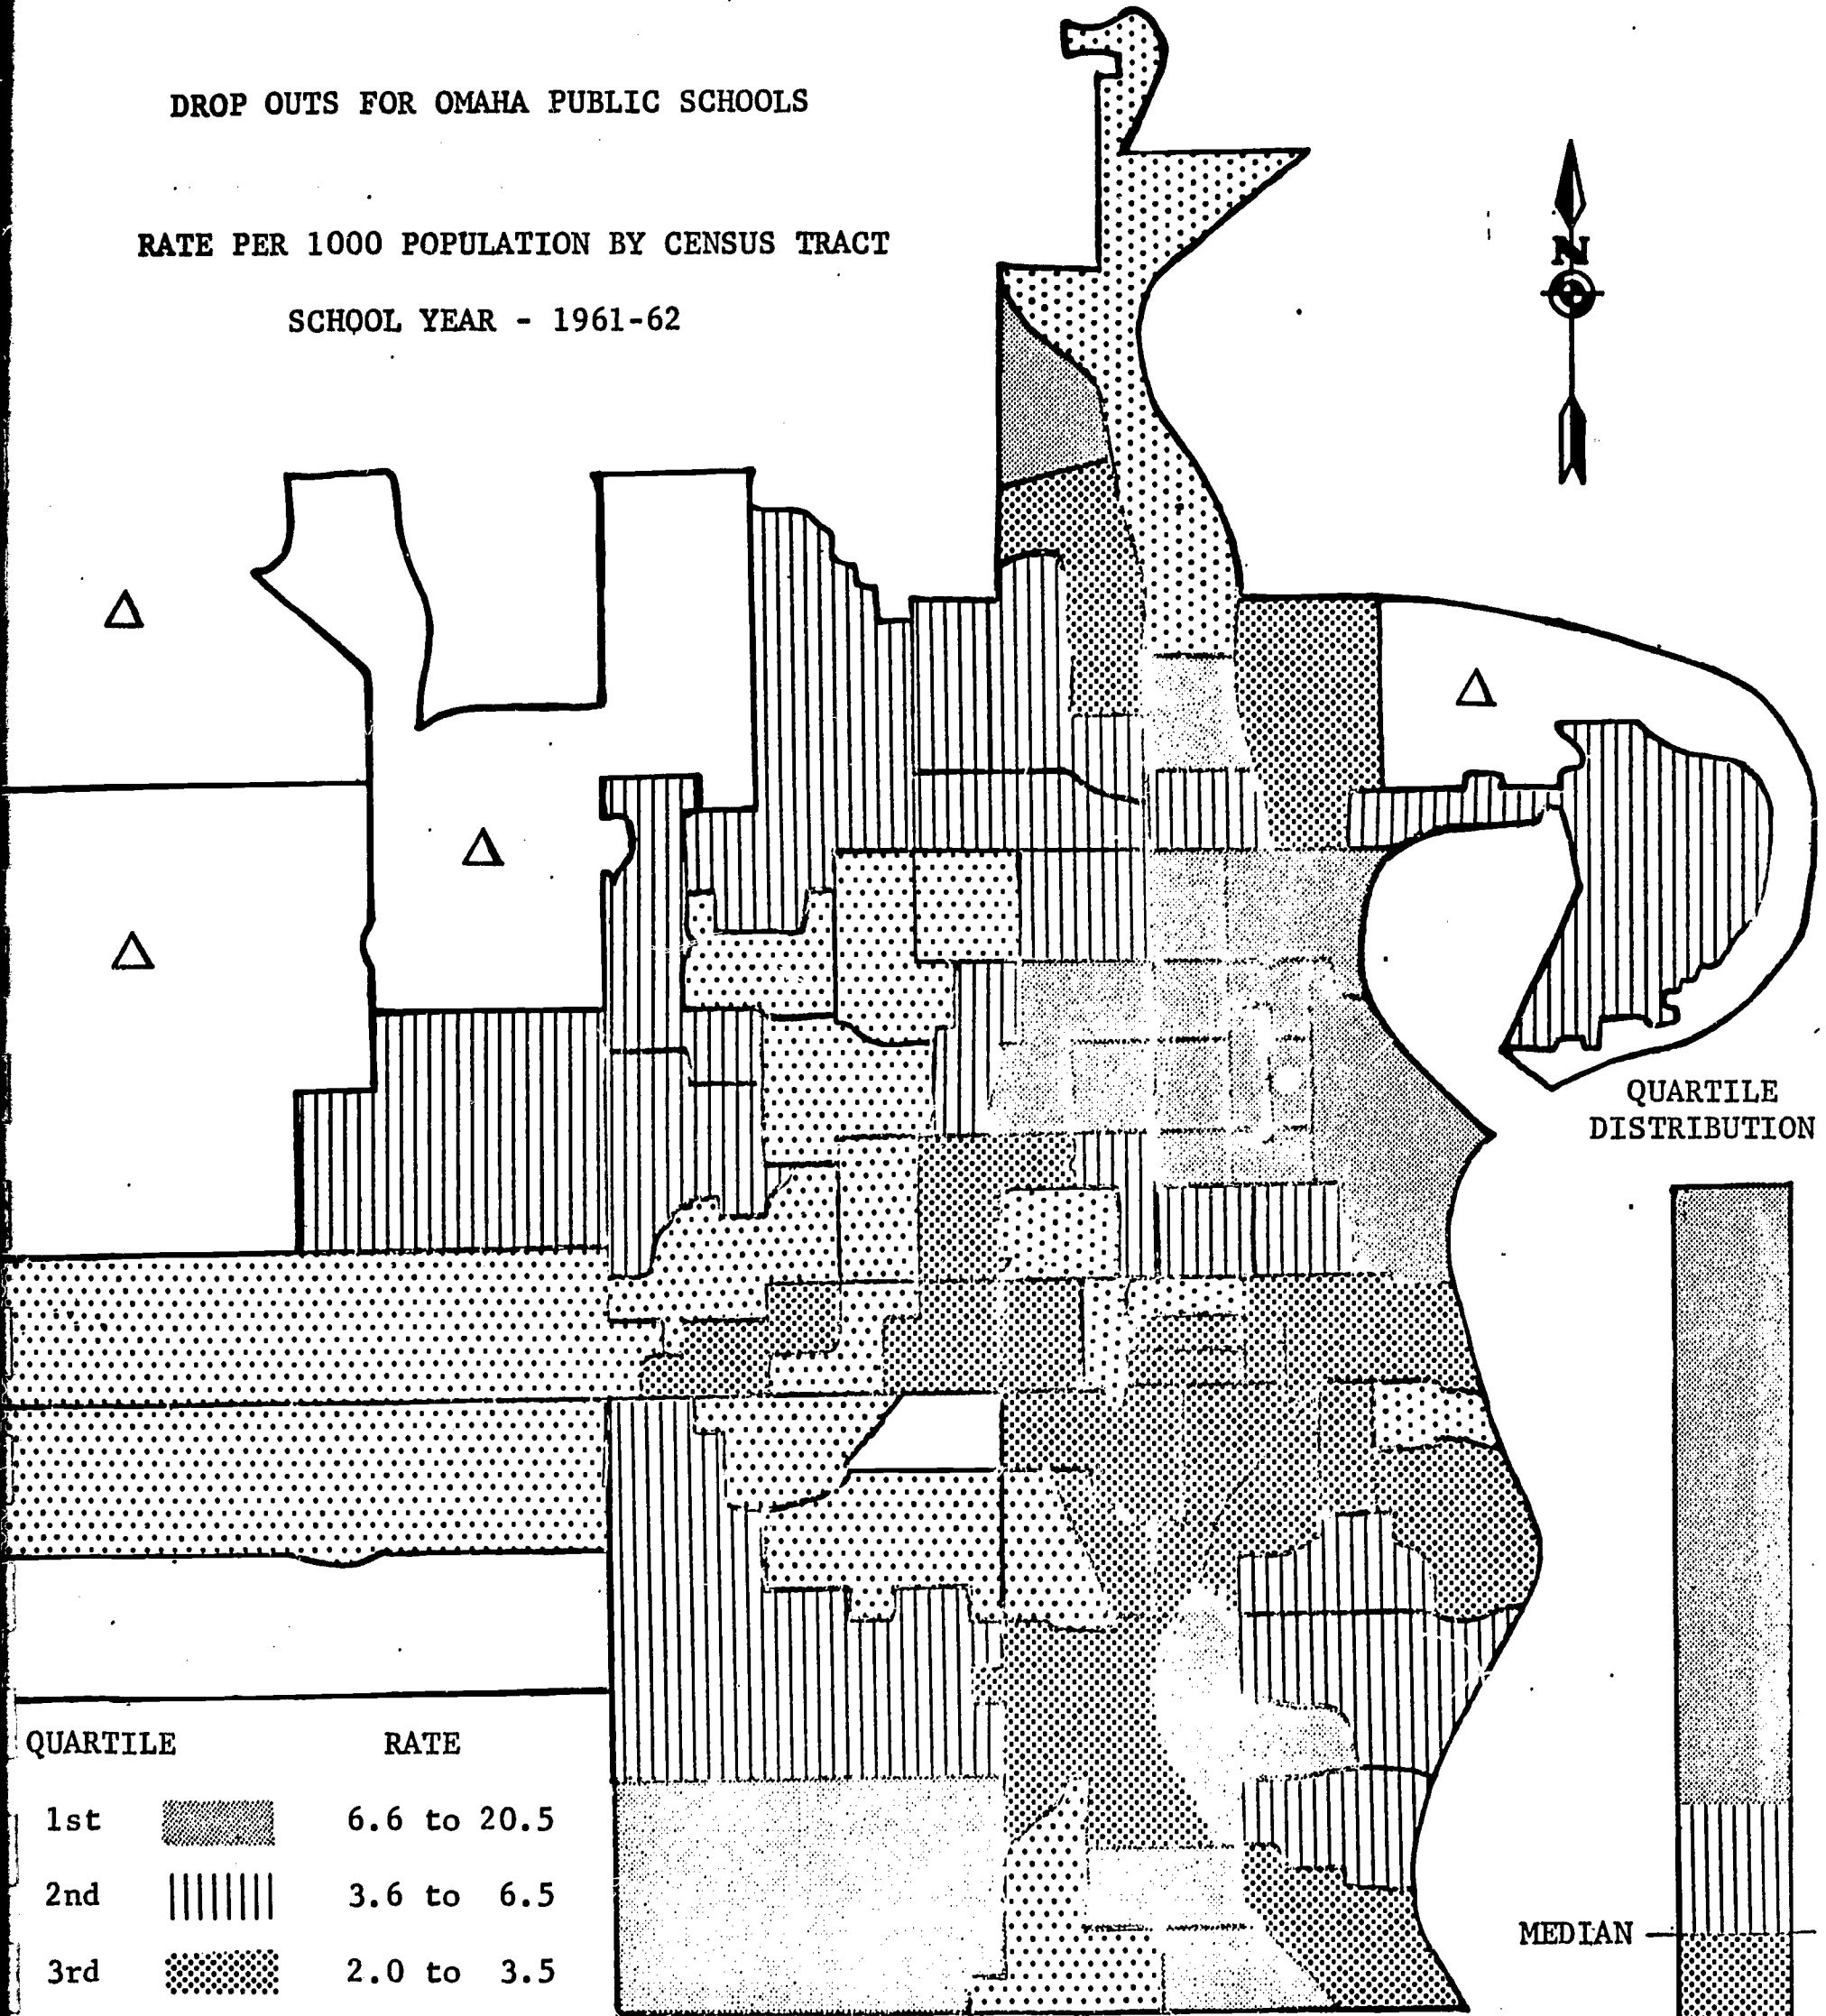 DROP OUTS FOR OMAHA PUBLIC SCHOOLS
RATE PER 1000 POPULATION BY CENSUS TRACT
SCHOOL YEAR - 1961-62
N
QUARTILE
DISTRIBUTION
QUARTILE RATE
1st 6.6 to 20.5
2nd 3.6 to 6.5
3rd 2.0 to 3.5
MEDIAN